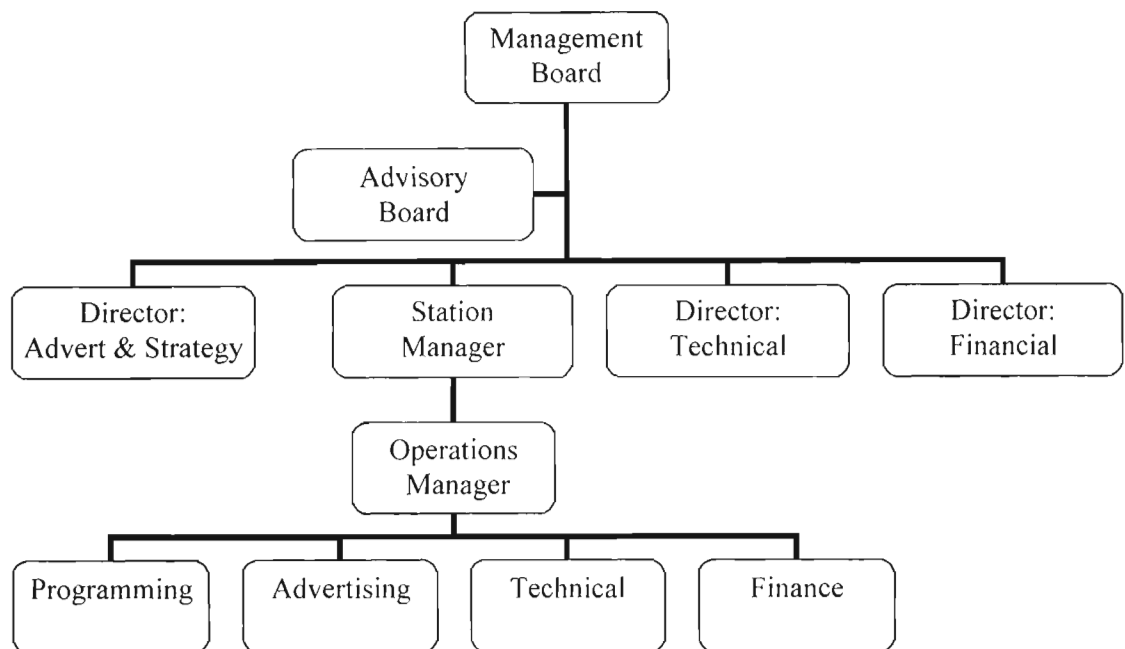 Management
Board
Advisory
Board
Director:
Advert & Strategy
Station
Manager
Director:
Technical
Director:
Financial
Operations
Manager
Programming
Advertising
Technical
Finance